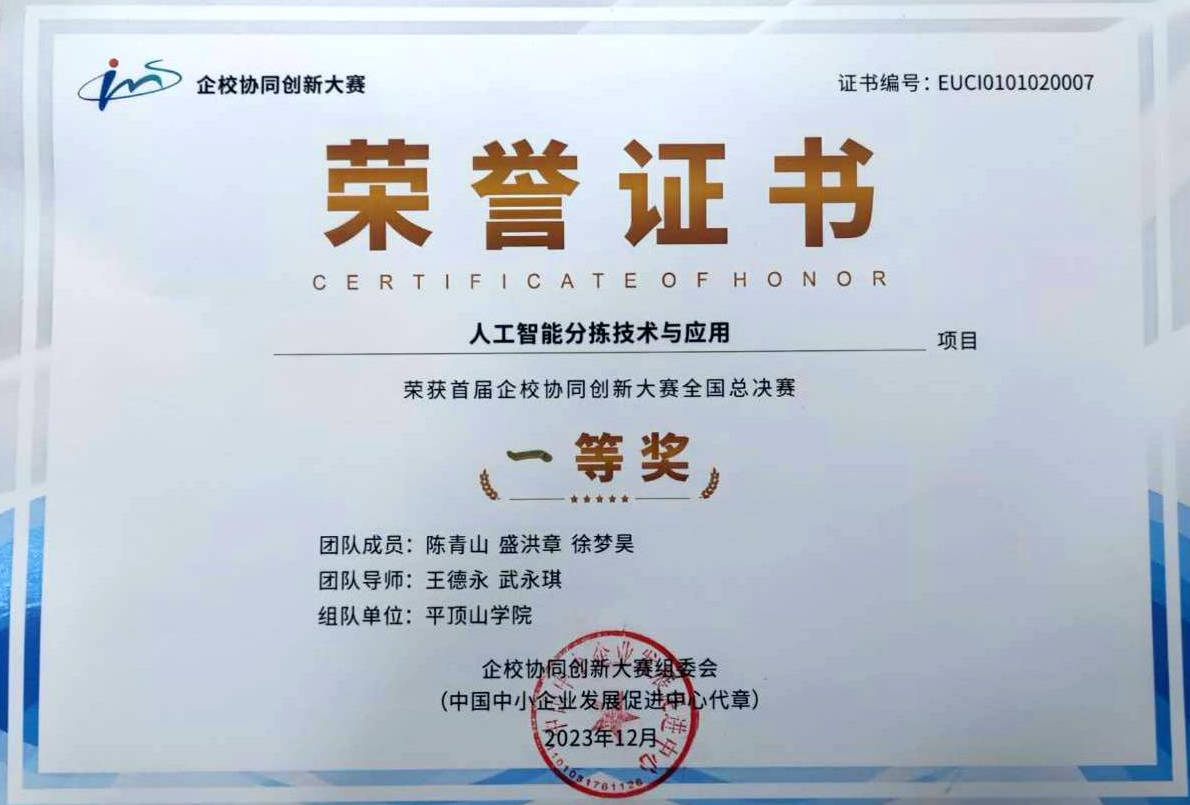 企校协同创新大赛
证书编号：EUCI0101020007
荣誉证书
CERTIFICATE OF HONOR
人工智能分拣技术与应用 项目
荣获首届企校协同创新大赛全国总决赛
一等奖
团队成员：陈青山 盛洪章 徐梦昊
团队导师：王德永 武永琪
组队单位：平顶山学院
企校协同创新大赛组委会
（中国中小企业发展促进中心代章）
2023年12月